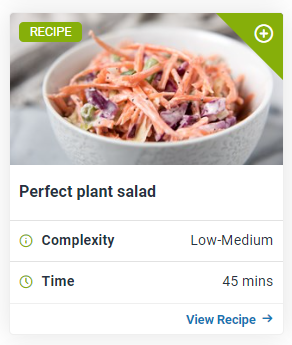 RECIPE
Perfect plant salad
Complexity Low-Medium
Time 45 mins
View Recipe